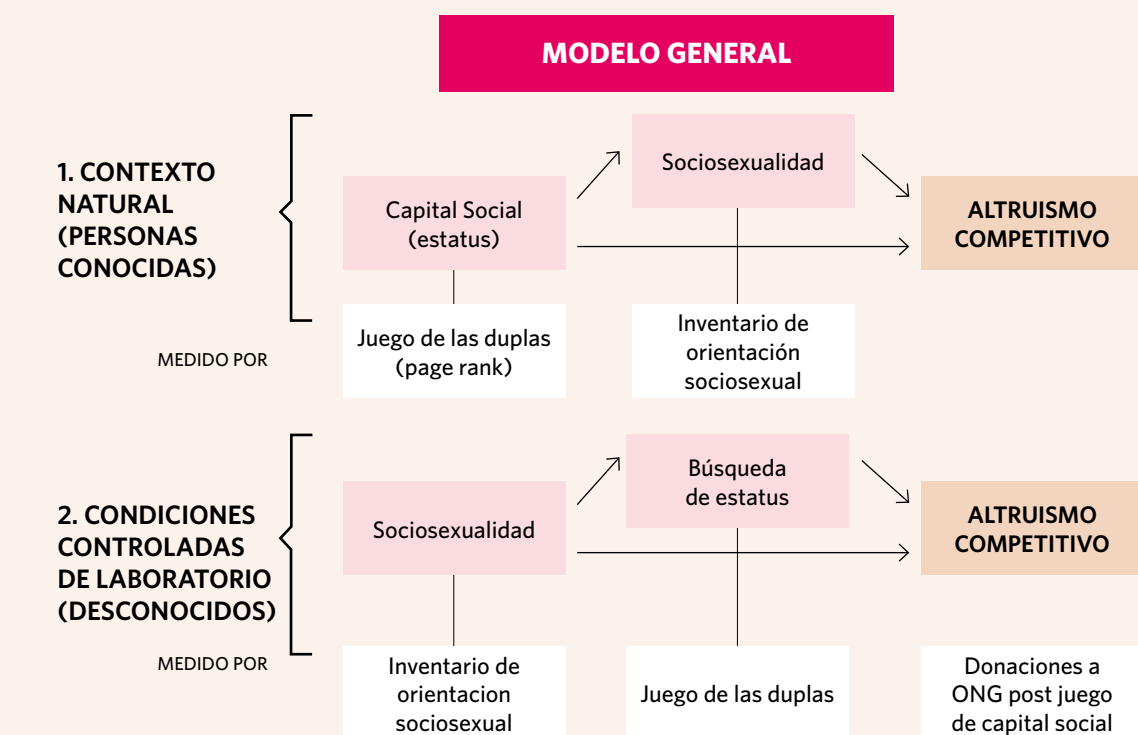 MODELO GENERAL
1. CONTEXTO
NATURAL
(PERSONAS
CONOCIDAS)
Capital Social
(estatus)
Sociosexualidad
ALTRUISMO
COMPETITIVO
MEDIDO POR
Juego de las duplas
(page rank)
Inventario de
orientación
sociosexual
2. CONDICIONES
CONTROLADAS
DE LABORATORIO
(DESCONOCIDOS)
Sociosexualidad
Búsqueda
de estatus
ALTRUISMO
COMPETITIVO
MEDIDO POR
Inventario de
orientacion
sociosexual
Juego de las duplas
Donaciones a
ONG post juego
de capital social